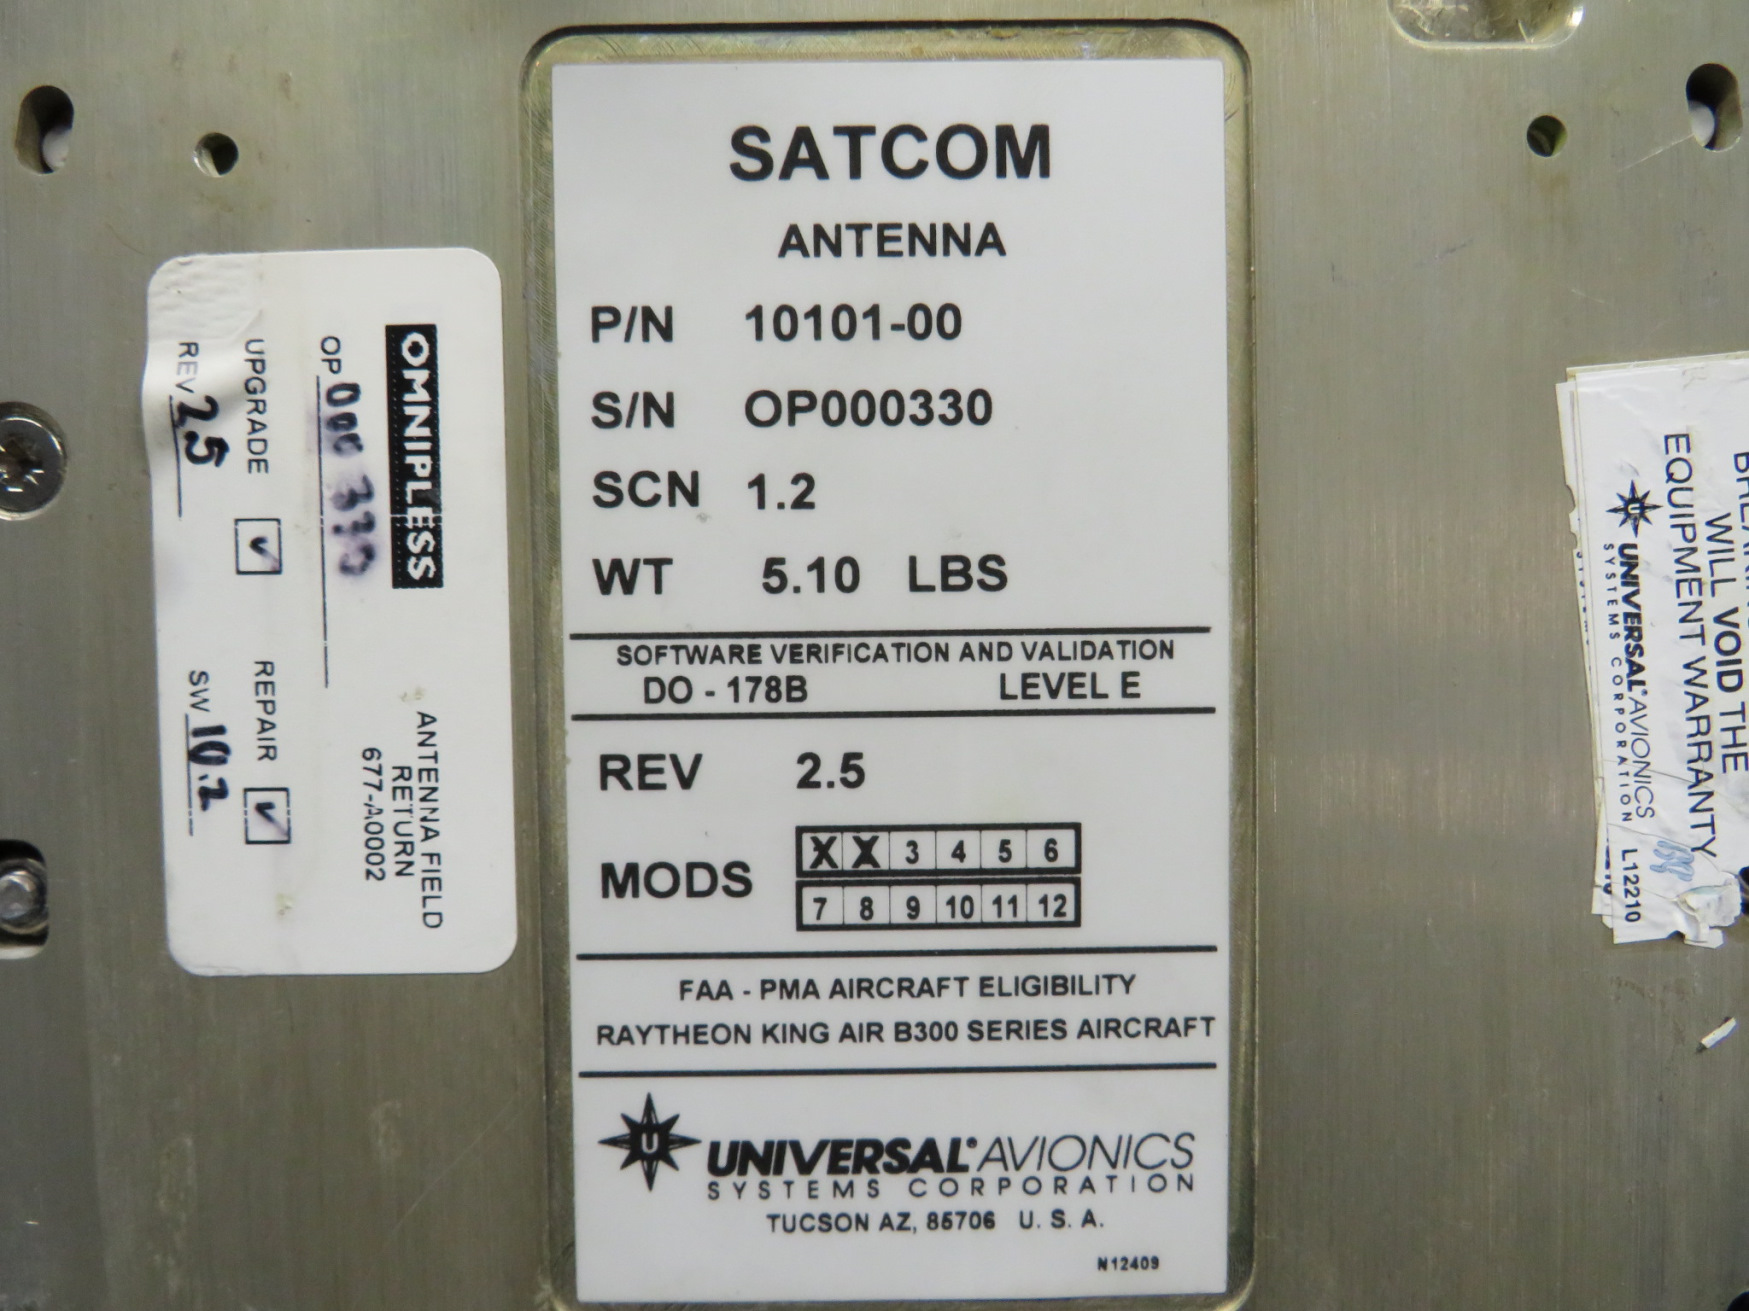 SATCOM
ANTENNA
P/N 10101-00
S/N OP000330
SCN 1.2
WT 5.10 LBS
SOFTWARE VERIFICATION AND VALIDATION
DO - 178B LEVEL E
REV 2.5
MODS
X X 3 4 5 6
7 8 9 10 11 12
FAA - PMA AIRCRAFT ELIGIBILITY
RAYTHEON KING AIR B300 SERIES AIRCRAFT
U
UNIVERSAL® AVIONICS
SYSTEMS CORPORATION
TUCSON AZ, 85706 U. S. A.
N12409
OMNIPLESS
ANTENNA FIELD
RETURN
677-A0002
OP 000330
UPGRADE ✓ REPAIR ✓
REV 2.5 SW 10.2
WILL VOID THE
EQUIPMENT WARRANTY
U
UNIVERSAL® AVIONICS
SYSTEMS CORPORATION L12210